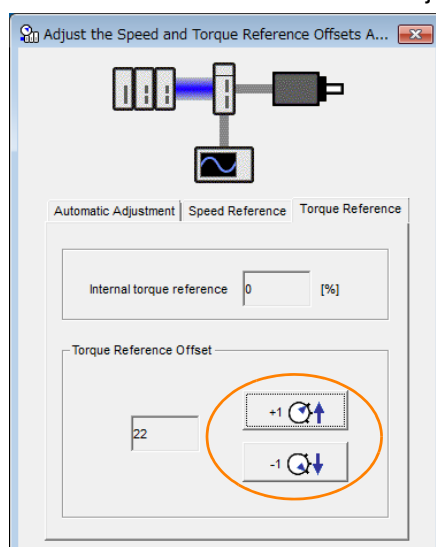 Adjust the Speed and Torque Reference Offsets A...
Automatic Adjustment Speed Reference Torque Reference
Internal torque reference 0 [%]
Torque Reference Offset
+1
22
-1